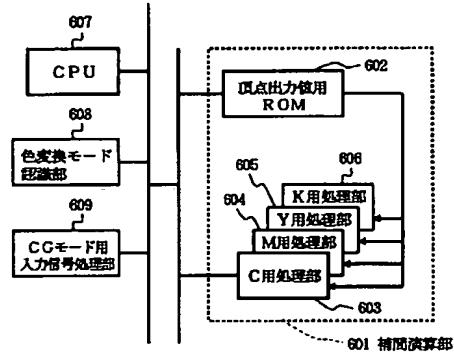 607
CPU
608
色変換モード
認識部
609
CGモード用
入力信号処理部
602
頂点出力値用
ROM
606
K用処理部
605
Y用処理部
604
M用処理部
C用処理部
603
601 補間演算部